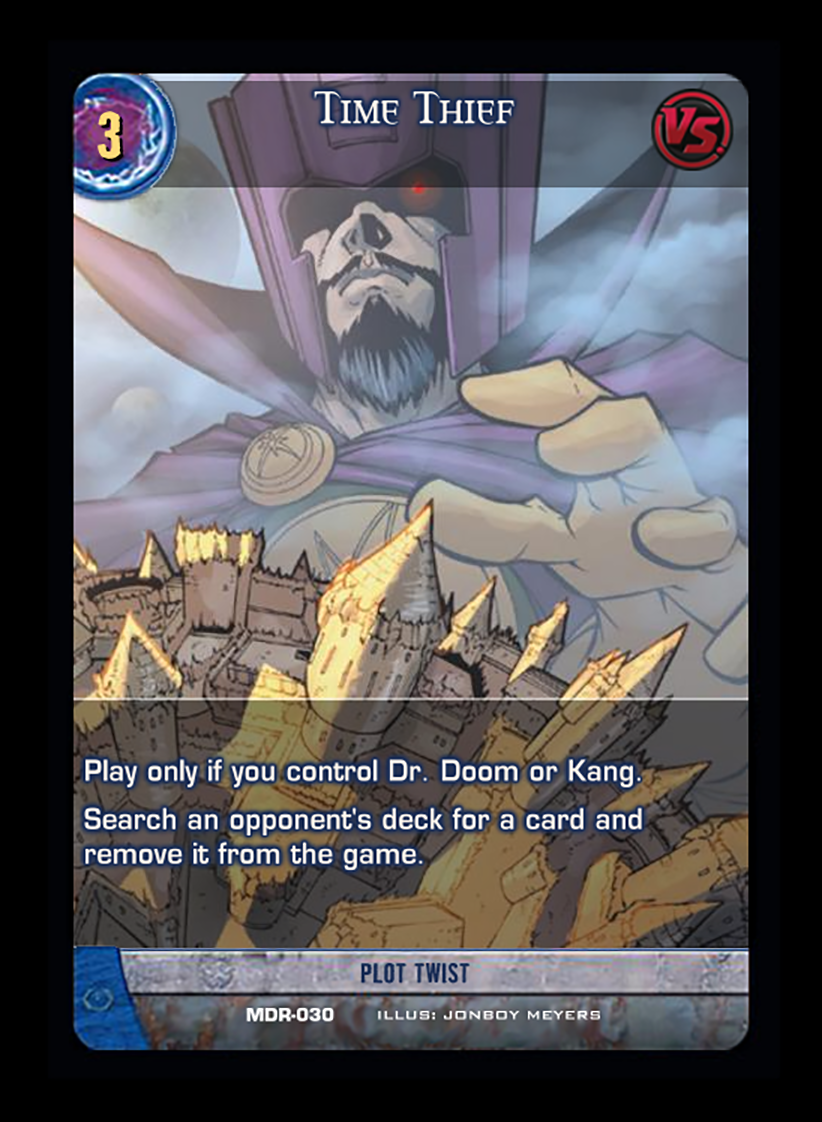 3
TIME THIEF
VS.
Play only if you control Dr. Doom or Kang.
Search an opponent's deck for a card and
remove it from the game.
PLOT TWIST
MDR-030 ILLUS: JONBOY MEYERS